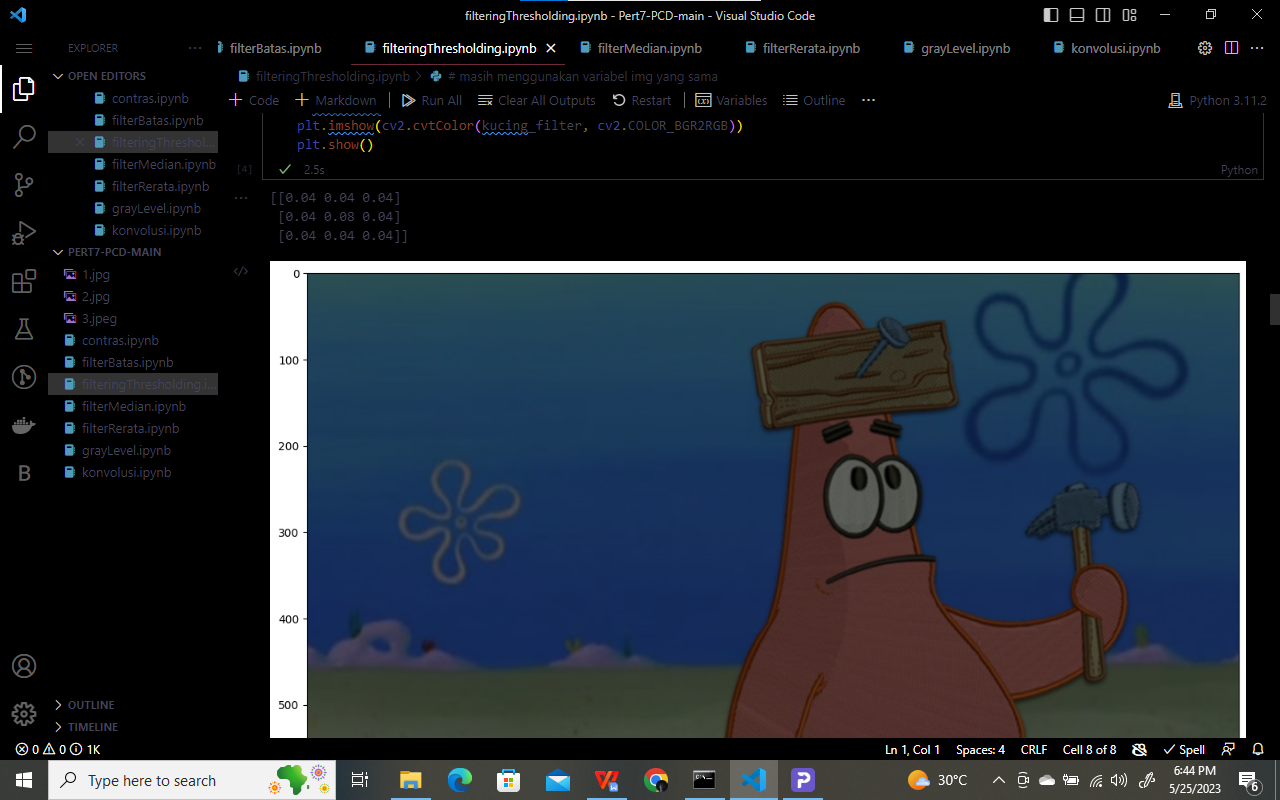 filteringThresholding.ipynb - Pert7-PCD-main - Visual Studio Code
EXPLORER
filterBatas.ipynb
filteringThresholding.ipynb
filterMedian.ipynb
filterRerata.ipynb
grayLevel.ipynb
konvolusi.ipynb
OPEN EDITORS
contras.ipynb
filterBatas.ipynb
filteringThreshol...
filterMedian.ipynb
filterRerata.ipynb
grayLevel.ipynb
konvolusi.ipynb
PERT7-PCD-MAIN
1.jpg
2.jpg
3.jpeg
contras.ipynb
filterBatas.ipynb
filteringThresholding.i...
filterMedian.ipynb
filterRerata.ipynb
grayLevel.ipynb
konvolusi.ipynb
OUTLINE
TIMELINE
filteringThresholding.ipynb > # masih menggunakan variabel img yang sama
+ Code + Markdown | Run All Clear All Outputs Restart | Variables Outline ...
Python 3.11.2
plt.imshow(cv2.cvtColor(kucing_filter, cv2.COLOR_BGR2RGB))
plt.show()
[4]
2.5s
Python
[[0.04 0.04 0.04]
[0.04 0.08 0.04]
[0.04 0.04 0.04]]
0
100
200
300
400
500
B
0 0 1K
Ln 1, Col 1
Spaces: 4
CRLF
Cell 8 of 8
Spell
Type here to search
30°C
6:44 PM
5/25/2023
6